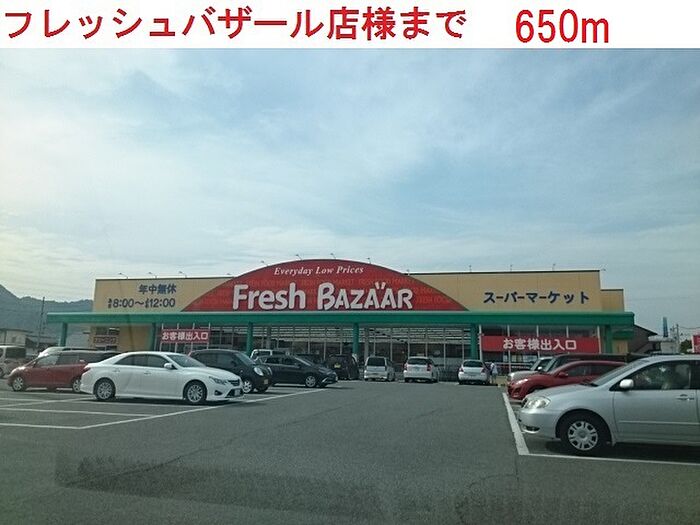 フレッシュバザール店様まで 650m
Everyday Low Prices
Fresh BAZAAR
年中無休
8:00〜12:00
スーパーマーケット
お客様出入口
お客様出入口